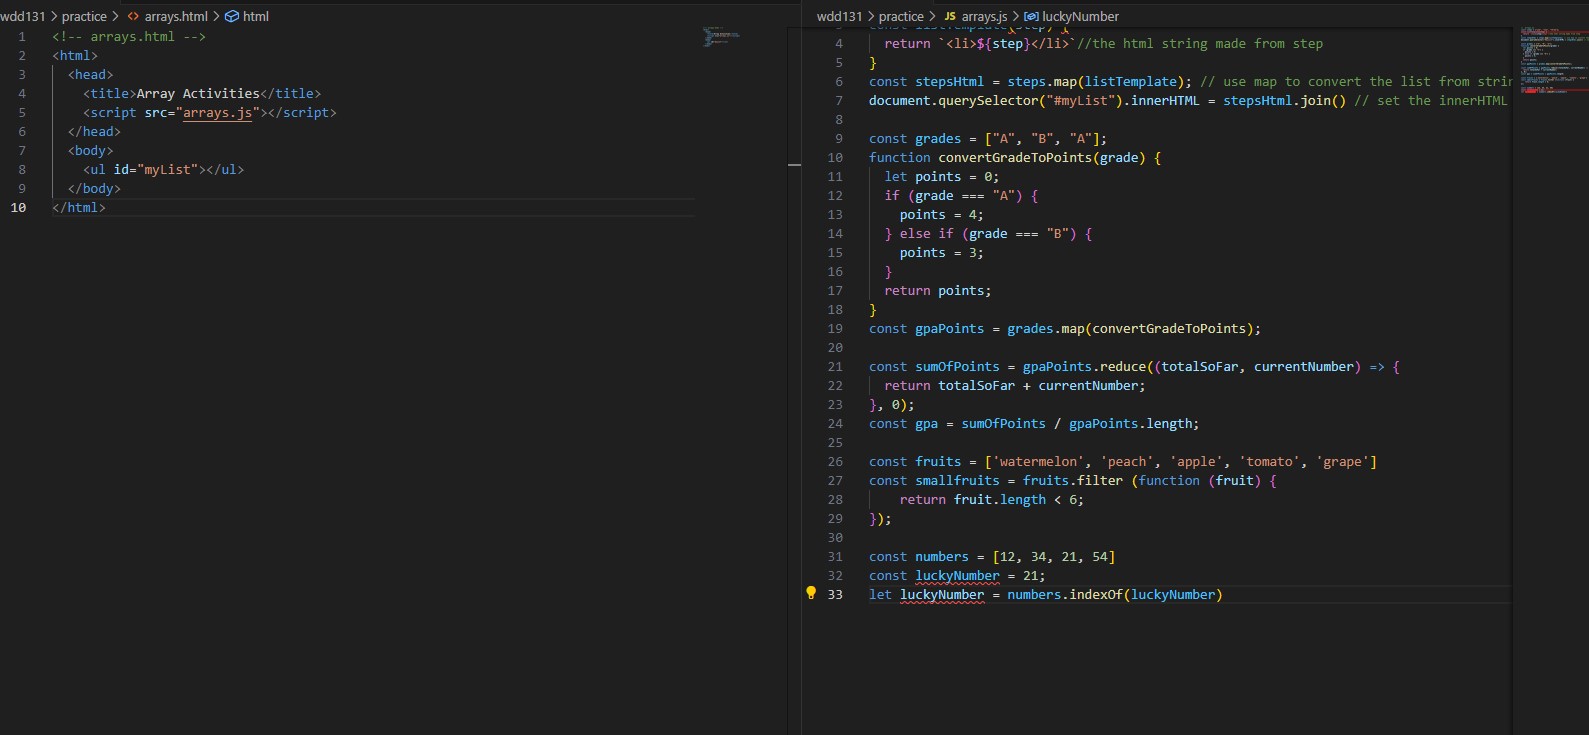 wdd131 > practice > <> arrays.html > html
1 <!-- arrays.html -->
2 <html>
3 <head>
4 <title>Array Activities</title>
5 <script src="arrays.js"></script>
6 </head>
7 <body>
8 <ul id="myList"></ul>
9 </body>
10 </html>
wdd131 > practice > JS arrays.js > luckyNumber
4 return `<li>${step}</li>`//the html string made from step
5 }
6 const stepsHtml = steps.map(listTemplate); // use map to convert the list from strin
7 document.querySelector("#myList").innerHTML = stepsHtml.join() // set the innerHTML
8
9 const grades = ["A", "B", "A"];
10 function convertGradeToPoints(grade) {
11 let points = 0;
12 if (grade === "A") {
13 points = 4;
14 } else if (grade === "B") {
15 points = 3;
16 }
17 return points;
18 }
19 const gpaPoints = grades.map(convertGradeToPoints);
20
21 const sumOfPoints = gpaPoints.reduce((totalSoFar, currentNumber) => {
22 return totalSoFar + currentNumber;
23 }, 0);
24 const gpa = sumOfPoints / gpaPoints.length;
25
26 const fruits = ['watermelon', 'peach', 'apple', 'tomato', 'grape']
27 const smallfruits = fruits.filter (function (fruit) {
28 return fruit.length < 6;
29 });
30
31 const numbers = [12, 34, 21, 54]
32 const luckyNumber = 21;
33 let luckyNumber = numbers.indexOf(luckyNumber)